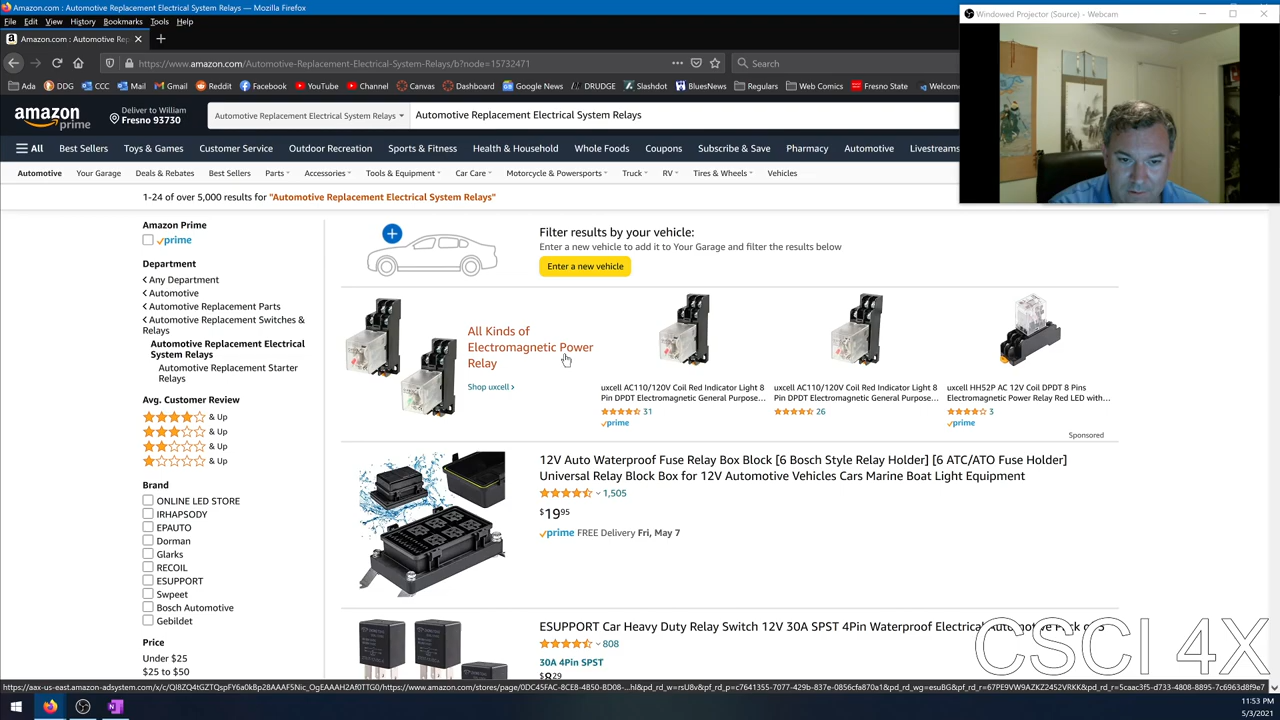 Amazon.com : Automotive Replacement Electrical System Relays - Mozilla Firefox
Windowed Projector (Source) - Webcam
File Edit View History Bookmarks Tools Help
Amazon.com : Automotive Rep
https://www.amazon.com/Automotive-Replacement-Electrical-System-Relays/b?node=15732471
Search
Ada DDG CCC Mail Gmail Reddit Facebook YouTube Channel Canvas Dashboard Google News DRUDGE Slashdot BluesNews Regulars Web Comics Fresno State Welcome
amazon prime
Deliver to William
Fresno 93730
Automotive Replacement Electrical System Relays
Automotive Replacement Electrical System Relays
All Best Sellers Toys & Games Customer Service Outdoor Recreation Sports & Fitness Health & Household Whole Foods Coupons Subscribe & Save Pharmacy Automotive Livestreams
Automotive Your Garage Deals & Rebates Best Sellers Parts Accessories Tools & Equipment Car Care Motorcycle & Powersports Truck RV Tires & Wheels Vehicles
1-24 of over 5,000 results for "Automotive Replacement Electrical System Relays"
Amazon Prime
prime
Department
Any Department
Automotive
Automotive Replacement Parts
Automotive Replacement Switches &
Relays
Automotive Replacement Electrical
System Relays
Automotive Replacement Starter
Relays
Avg. Customer Review
& Up
& Up
& Up
& Up
Brand
ONLINE LED STORE
IRHAPSODY
EPAUTO
Dorman
Glarks
RECOIL
ESUPPORT
Swpeet
Bosch Automotive
Gebildet
Price
Under $25
$25 to $50
Filter results by your vehicle:
Enter a new vehicle to add it to Your Garage and filter the results below
Enter a new vehicle
All Kinds of
Electromagnetic Power
Relay
Shop uxcell ›
uxcell AC110/120V Coil Red Indicator Light 8
Pin DPDT Electromagnetic General Purpose…
31
prime
uxcell AC110/120V Coil Red Indicator Light 8
Pin DPDT Electromagnetic General Purpose…
26
uxcell HH52P AC 12V Coil DPDT 8 Pins
Electromagnetic Power Relay Red LED with…
3
prime
Sponsored
12V Auto Waterproof Fuse Relay Box Block [6 Bosch Style Relay Holder] [6 ATC/ATO Fuse Holder]
Universal Relay Block Box for 12V Automotive Vehicles Cars Marine Boat Light Equipment
1,505
$19 95
prime FREE Delivery Fri, May 7
ESUPPORT Car Heavy Duty Relay Switch 12V 30A SPST 4Pin Waterproof Electrical Automotive Pack of 5
808
30A 4Pin SPST
$8 29
CSCI 4X
11:53 PM
5/3/2021